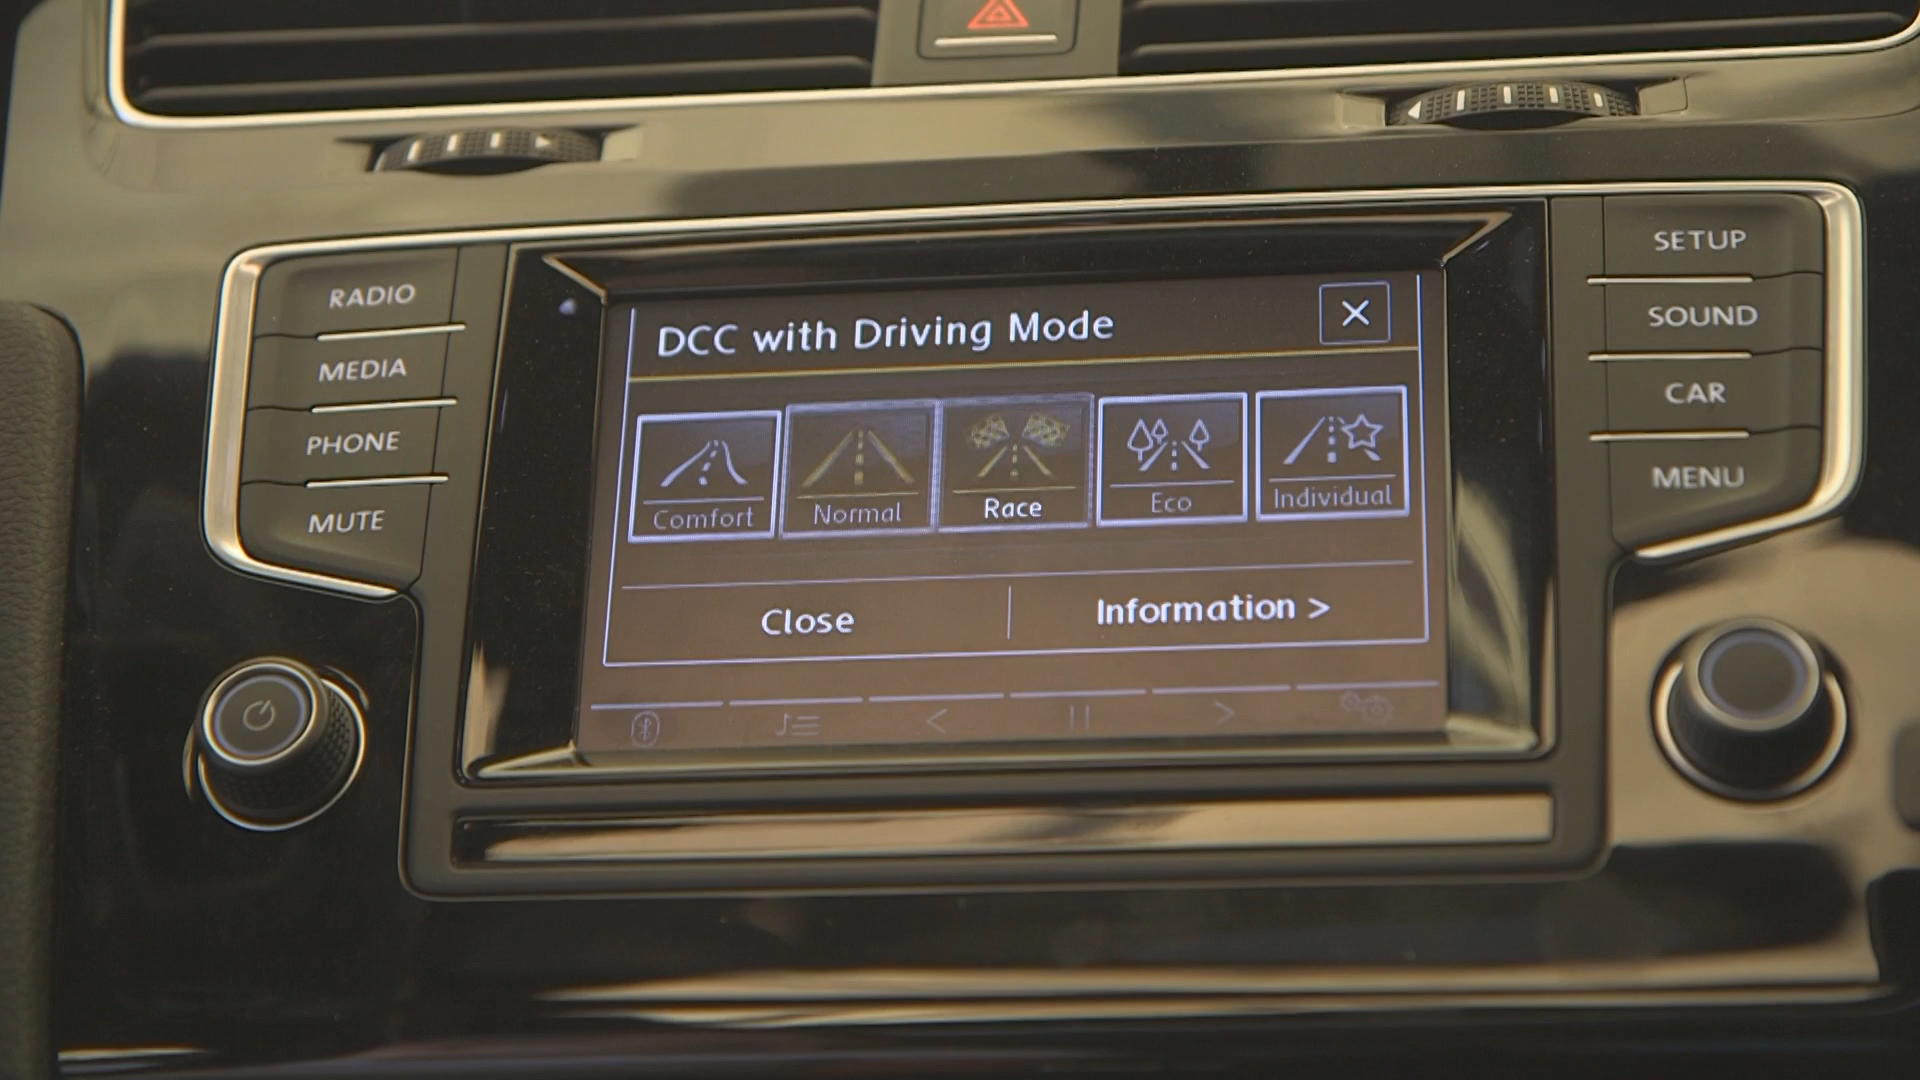 RADIO
MEDIA
PHONE
MUTE
DCC with Driving Mode
Comfort
Normal
Race
Eco
Individual
Close
Information >
SETUP
SOUND
CAR
MENU